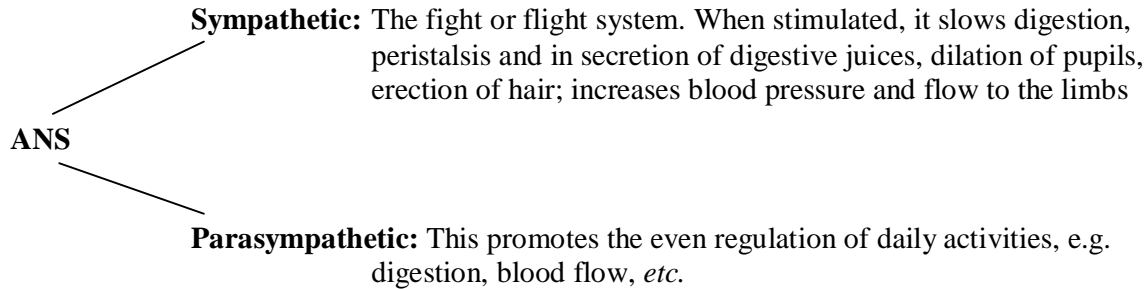 Sympathetic: The fight or flight system. When stimulated, it slows digestion,
peristalsis and in secretion of digestive juices, dilation of pupils,
erection of hair; increases blood pressure and flow to the limbs
ANS
Parasympathetic: This promotes the even regulation of daily activities, e.g.
digestion, blood flow, etc.